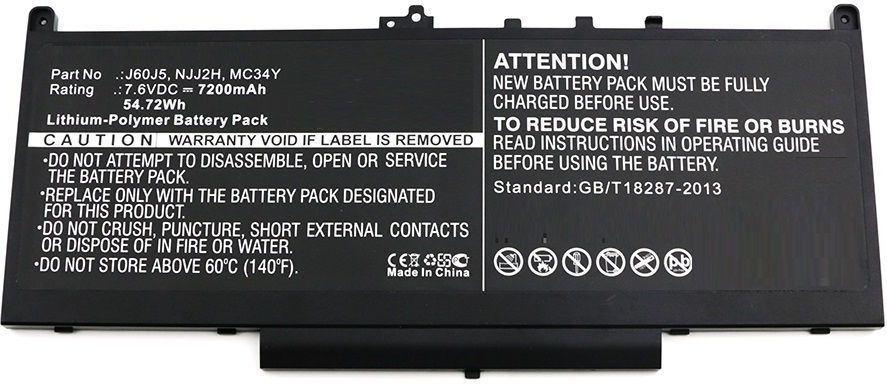 Part No .:J60J5, NJJ2H, MC34Y
Rating .:7.6VDC ⎓ 7200mAh
54.72Wh
Lithium-Polymer Battery Pack
CAUTION WARRANTY VOID IF LABEL IS REMOVED
•DO NOT ATTEMPT TO DISASSEMBLE, OPEN OR SERVICE
THE BATTERY PACK.
•REPLACE ONLY WITH THE BATTERY PACK DESIGNATED
FOR THIS PRODUCT.
•DO NOT CRUSH, PUNCTURE, SHORT EXTERNAL CONTACTS
OR DISPOSE OF IN FIRE OR WATER.
•DO NOT STORE ABOVE 60°C (140°F).
CE
Made In China
ATTENTION!
NEW BATTERY PACK MUST BE FULLY
CHARGED BEFORE USE.
TO REDUCE RISK OF FIRE OR BURNS
READ INSTRUCTIONS IN OPERATING GUIDE
BEFORE USING THE BATTERY.
Standard:GB/T18287-2013
Pb